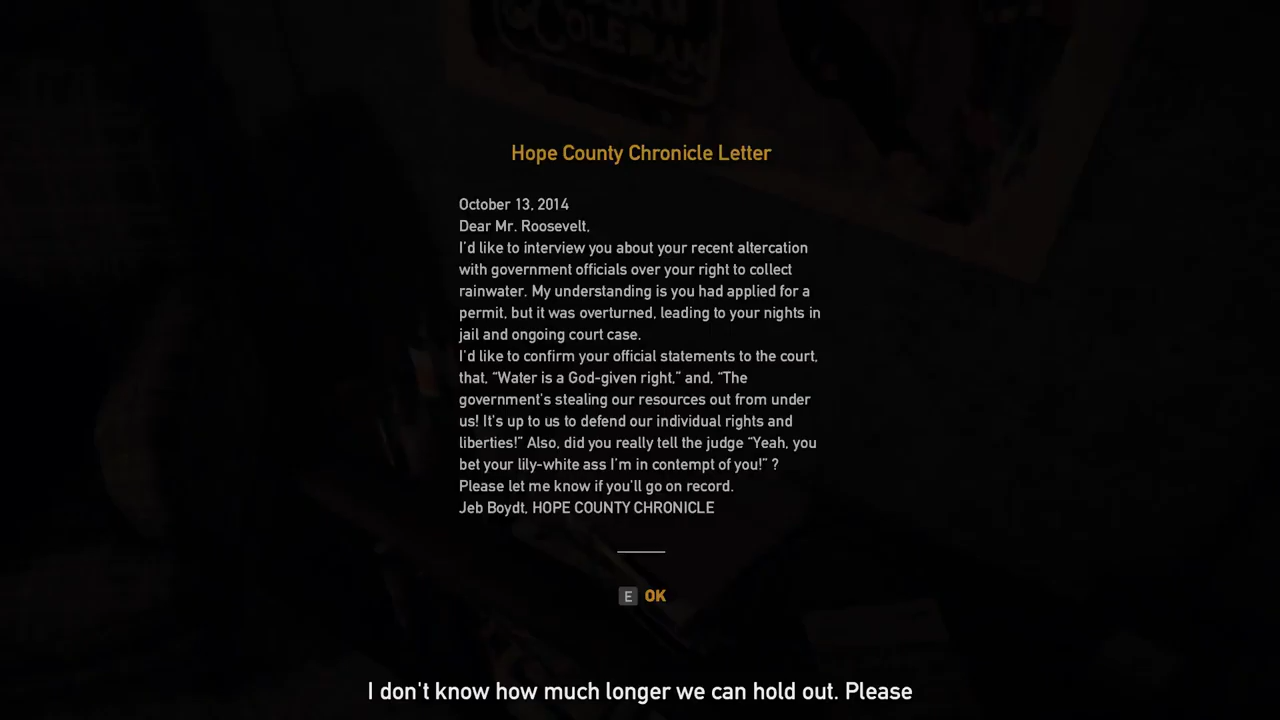 COLEMAN
Hope County Chronicle Letter
October 13, 2014
Dear Mr. Roosevelt,
I'd like to interview you about your recent altercation
with government officials over your right to collect
rainwater. My understanding is you had applied for a
permit, but it was overturned, leading to your nights in
jail and ongoing court case.
I'd like to confirm your official statements to the court,
that, “Water is a God-given right,” and, “The
government's stealing our resources out from under
us! It's up to us to defend our individual rights and
liberties!” Also, did you really tell the judge “Yeah, you
bet your lily-white ass I'm in contempt of you!” ?
Please let me know if you'll go on record.
Jeb Boydt, HOPE COUNTY CHRONICLE
E OK
I don't know how much longer we can hold out. Please